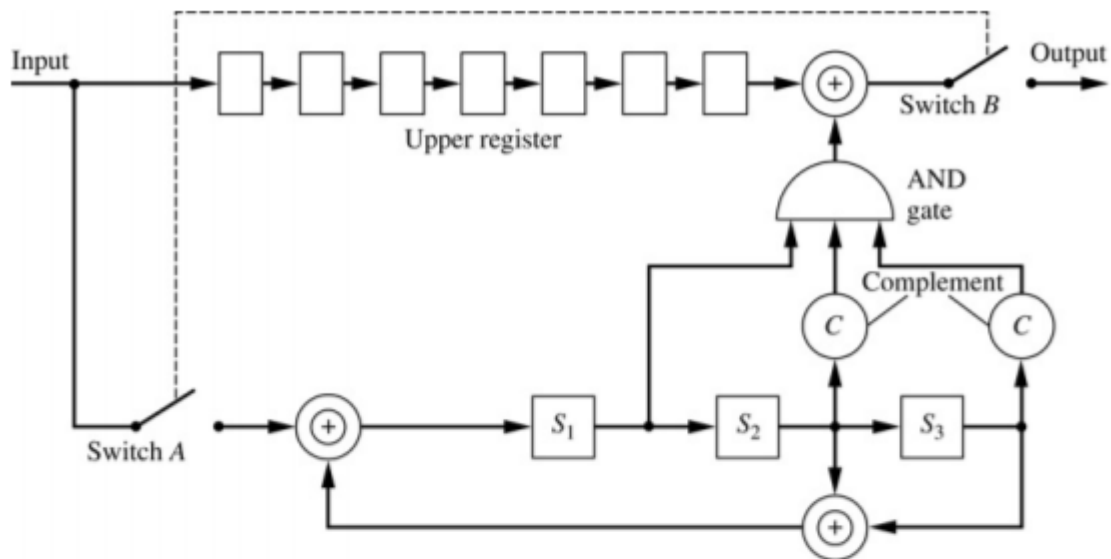 Input
Output
Switch B
Upper register
AND
gate
Complement
C
C
Switch A
S1
S2
S3
+
+
+